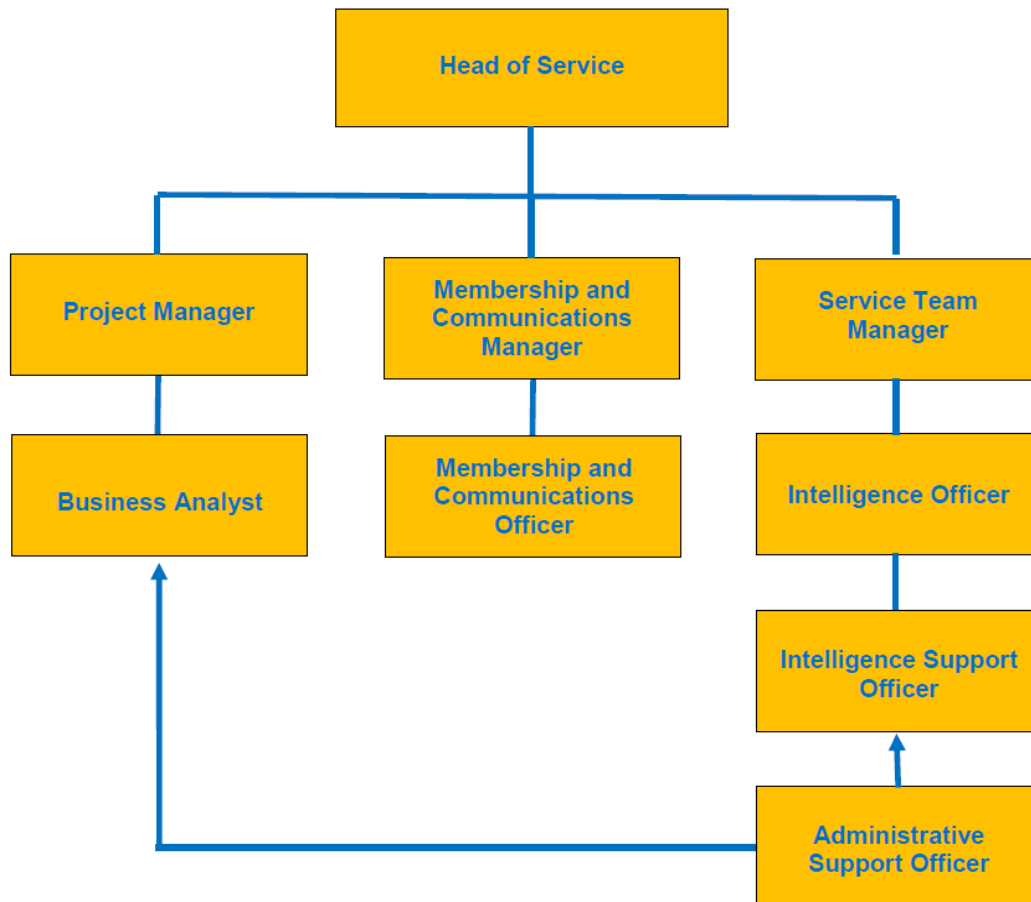 Head of Service
Project Manager
Membership and
Communications
Manager
Service Team
Manager
Business Analyst
Membership and
Communications
Officer
Intelligence Officer
Intelligence Support
Officer
Administrative
Support Officer